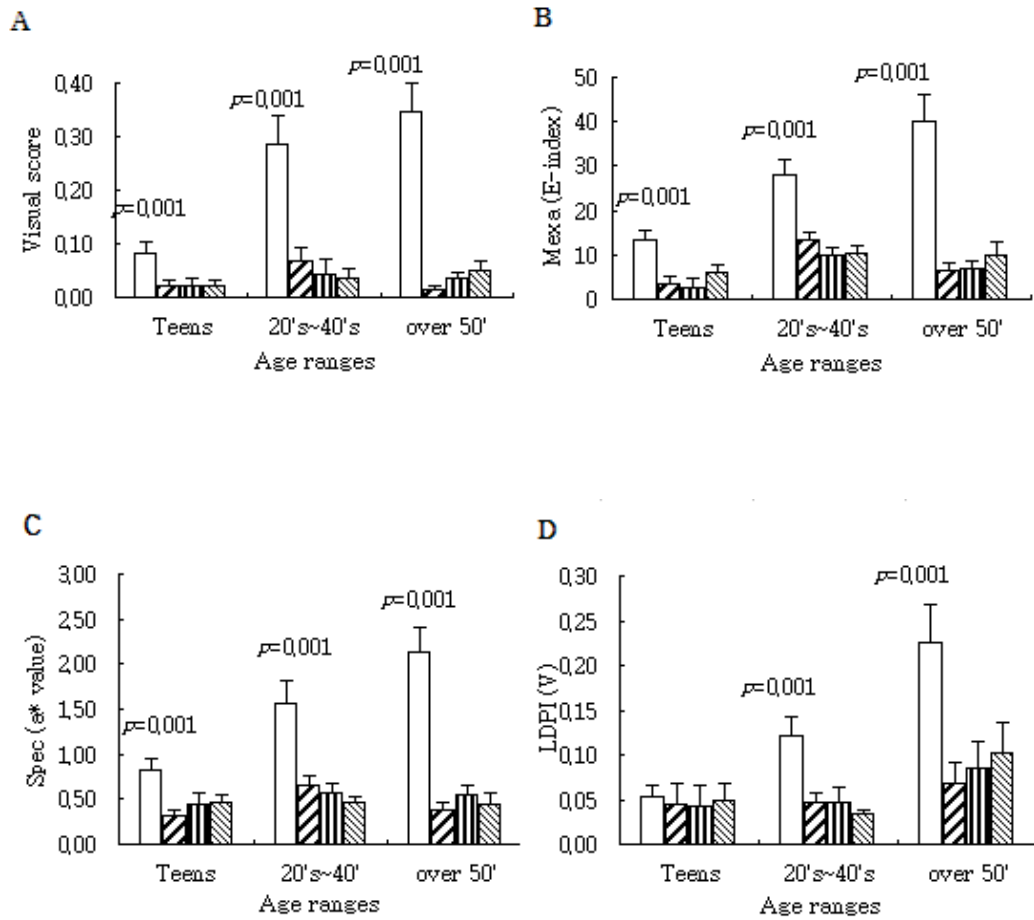 A
Visual score
0,40
0,30
0,20
0,10
0,00
p=0,001
p=0,001
p=0,001
Teens 20's~40's over 50'
Age ranges
B
Mexa (E-index)
50
40
30
20
10
0
p=0,001
p=0,001
p=0,001
Teens 20's~40's over 50'
Age ranges
C
Spec (a* value)
3,00
2,50
2,00
1,50
1,00
0,50
0,00
p=0,001
p=0,001
p=0,001
Teens 20's~40' over 50'
Age ranges
D
LDPI (V)
0,30
0,25
0,20
0,15
0,10
0,05
0,00
p=0,001
p=0,001
Teens 20's~40's over 50'
Age ranges